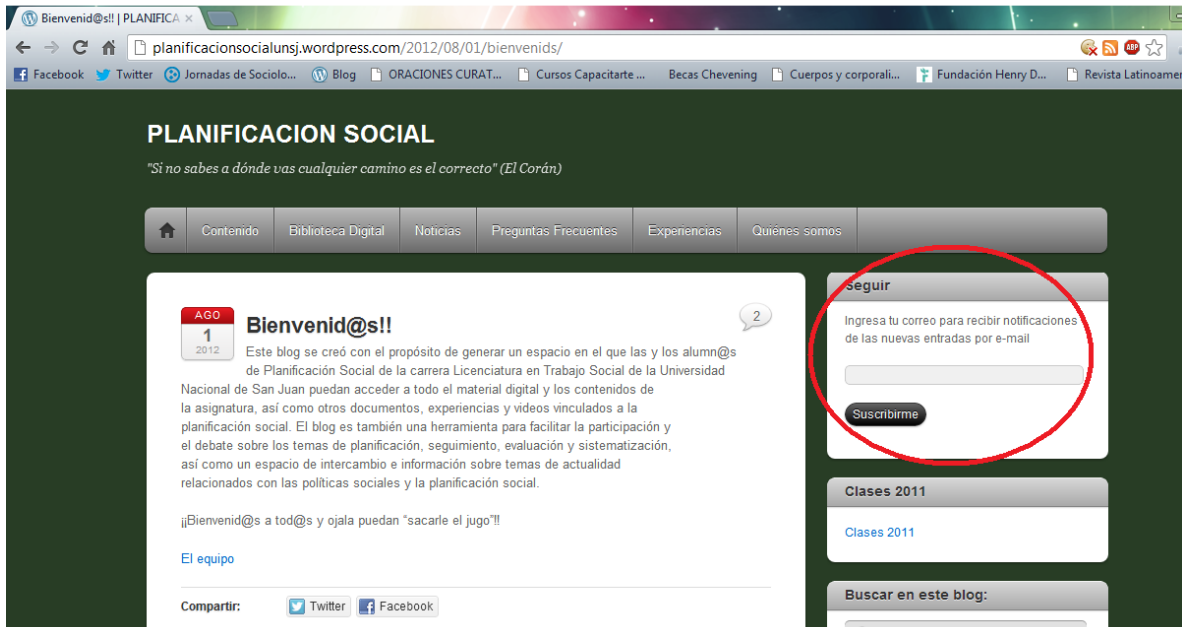 Bienvenid@s!! | PLANIFICA
planificacionsocialunsj.wordpress.com/2012/08/01/bienvenids/
ABP
Facebook Twitter Jornadas de Sociolo... Blog ORACIONES CURAT... Cursos Capacitarte ... Becas Chevening Cuerpos y corporali... Fundación Henry D... Revista Latinoamer
PLANIFICACION SOCIAL
"Si no sabes a dónde vas cualquier camino es el correcto" (El Corán)
Contenido Biblioteca Digital Noticias Preguntas Frecuentes Experiencias Quiénes somos
AGO
1
2012
Bienvenid@s!!
2
Este blog se creó con el propósito de generar un espacio en el que las y los alumn@s
de Planificación Social de la carrera Licenciatura en Trabajo Social de la Universidad
Nacional de San Juan puedan acceder a todo el material digital y los contenidos de
la asignatura, así como otros documentos, experiencias y videos vinculados a la
planificación social. El blog es también una herramienta para facilitar la participación y
el debate sobre los temas de planificación, seguimiento, evaluación y sistematización,
así como un espacio de intercambio e información sobre temas de actualidad
relacionados con las políticas sociales y la planificación social.
¡¡Bienvenid@s a tod@s y ojala puedan “sacarle el jugo”!!
El equipo
Compartir: Twitter Facebook
Seguir
Ingresa tu correo para recibir notificaciones
de las nuevas entradas por e-mail
Suscribirme
Clases 2011
Clases 2011
Buscar en este blog: